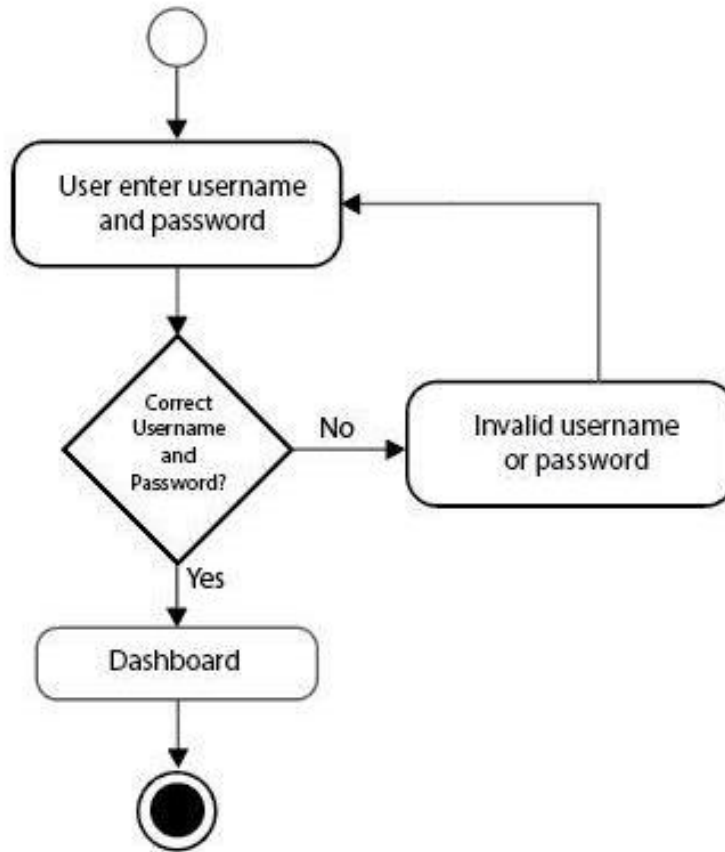 User enter username
and password
Correct
Username
and
Password?
No
Invalid username
or password
Yes
Dashboard